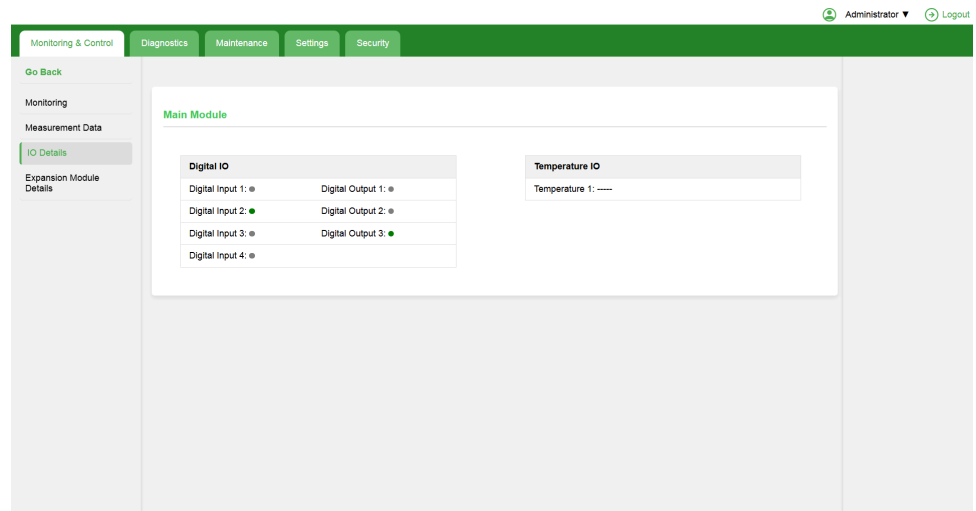 Administrator ▼ Logout
Monitoring & Control Diagnostics Maintenance Settings Security
Go Back
Monitoring
Measurement Data
IO Details
Expansion Module
Details
Main Module
Digital IO
Digital Input 1: Digital Output 1:
Digital Input 2: Digital Output 2:
Digital Input 3: Digital Output 3:
Digital Input 4:
Temperature IO
Temperature 1: -----